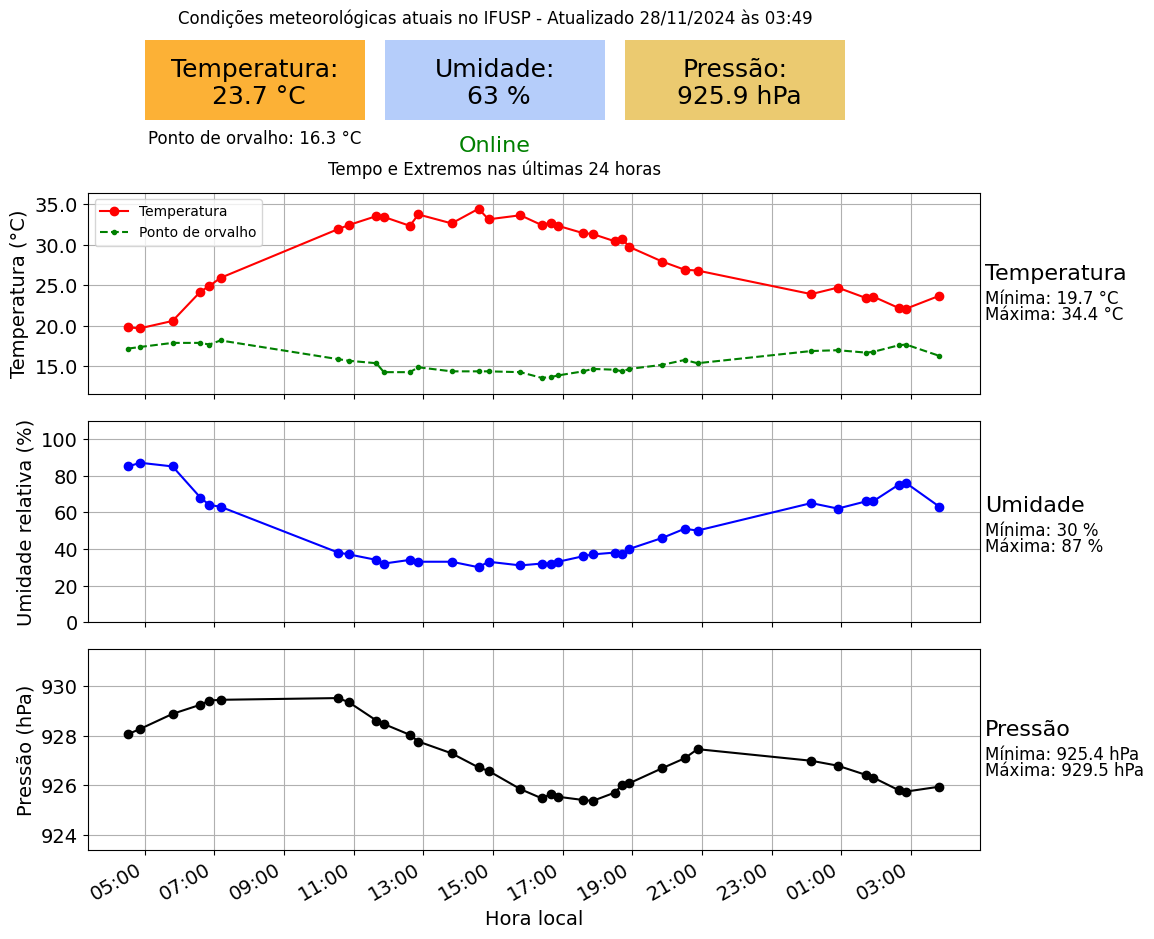 Condições meteorológicas atuais no IFUSP - Atualizado 28/11/2024 às 03:49
Temperatura:
23.7 °C
Umidade:
63 %
Pressão:
925.9 hPa
Ponto de orvalho: 16.3 °C
Online
Tempo e Extremos nas últimas 24 horas
Temperatura (°C)
35.0
30.0
25.0
20.0
15.0
Temperatura
Ponto de orvalho
Temperatura
Mínima: 19.7 °C
Máxima: 34.4 °C
Umidade relativa (%)
100
80
60
40
20
0
Umidade
Mínima: 30 %
Máxima: 87 %
Pressão (hPa)
930
928
926
924
Pressão
Mínima: 925.4 hPa
Máxima: 929.5 hPa
05:00 07:00 09:00 11:00 13:00 15:00 17:00 19:00 21:00 23:00 01:00 03:00
Hora local